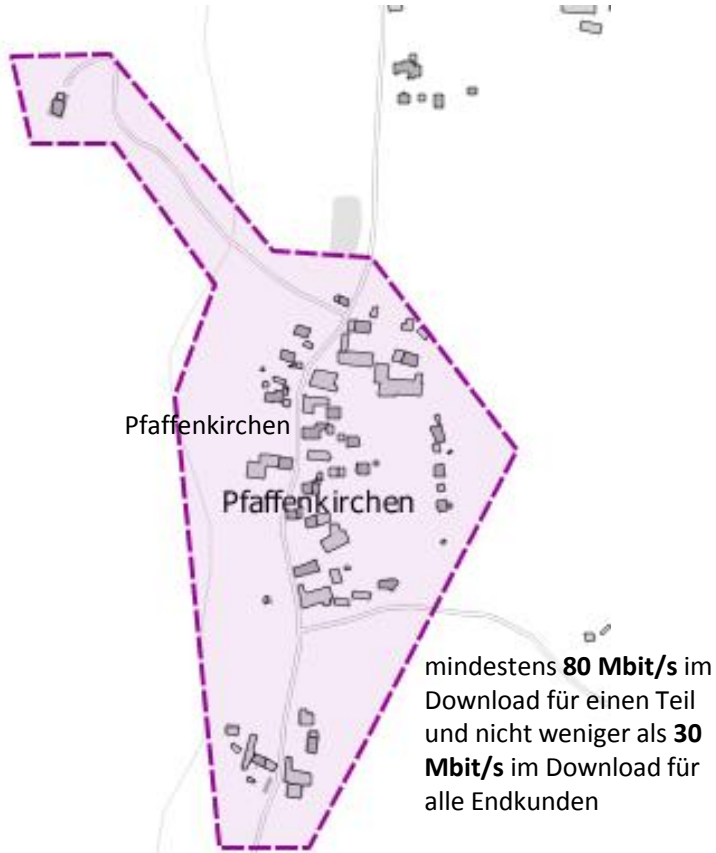 Pfaffenkirchen
Pfaffenkirchen
mindestens 80 Mbit/s im
Download für einen Teil
und nicht weniger als 30
Mbit/s im Download für
alle Endkunden